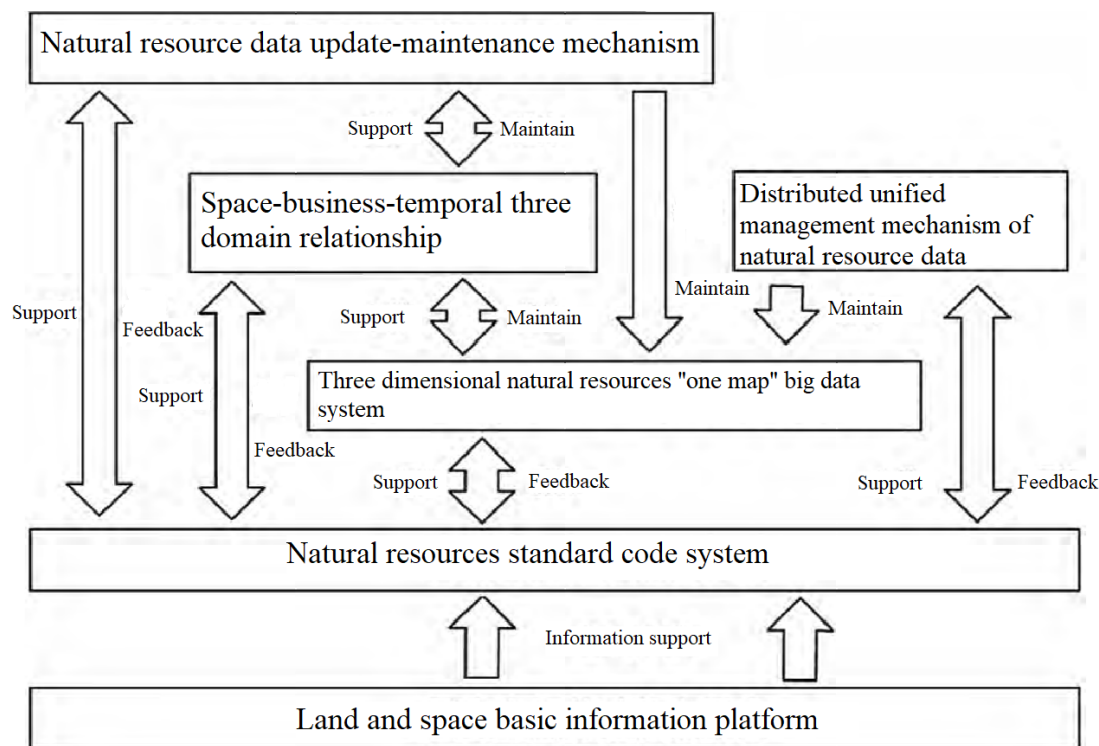 Natural resource data update-maintenance mechanism
Support
Maintain
Space-business-temporal three
domain relationship
Distributed unified
management mechanism of
natural resource data
Support
Feedback
Support
Maintain
Maintain
Maintain
Three dimensional natural resources "one map" big data
system
Support
Feedback
Support
Feedback
Support
Feedback
Natural resources standard code system
Information support
Land and space basic information platform